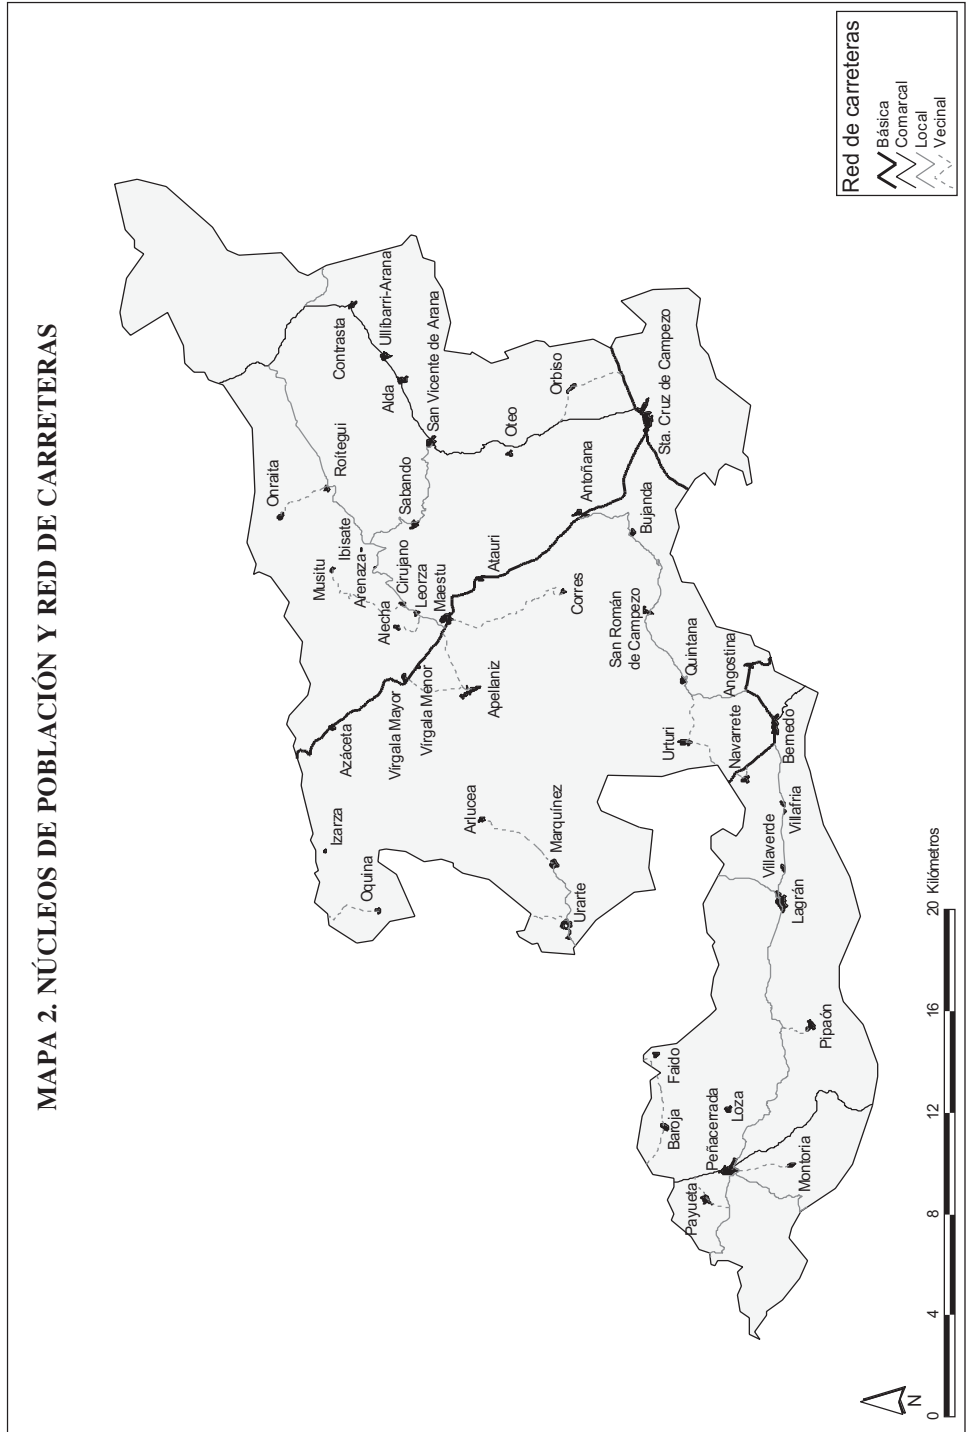 MAPA 2. NÚCLEOS DE POBLACIÓN Y RED DE CARRETERAS
Izarza
Oquina
Azáceta
Onraita
Musitu
Ibisate
Roítegui
Contrasta
Arenaza
Ullíbarri-Arana
Alecha
Cirujano
Leorza
Maestu
Sabando
Alda
Vírgala Mayor
Vírgala Menor
San Vicente de Arana
Apellaniz
Atauri
Arlucea
Oteo
Marquínez
Corres
Orbiso
Antoñana
Urarte
Bujanda
San Román
de Campezo
Sta. Cruz de Campezo
Quintana
Urturi
Angostina
Navarrete
Bernedo
Villafría
Villaverde
Lagrán
Pipaón
Faido
Baroja
Loza
Peñacerrada
Payueta
Montoria
N
0 4 8 12 16 20 Kilómetros
Red de carreteras
Básica
Comarcal
Local
Vecinal